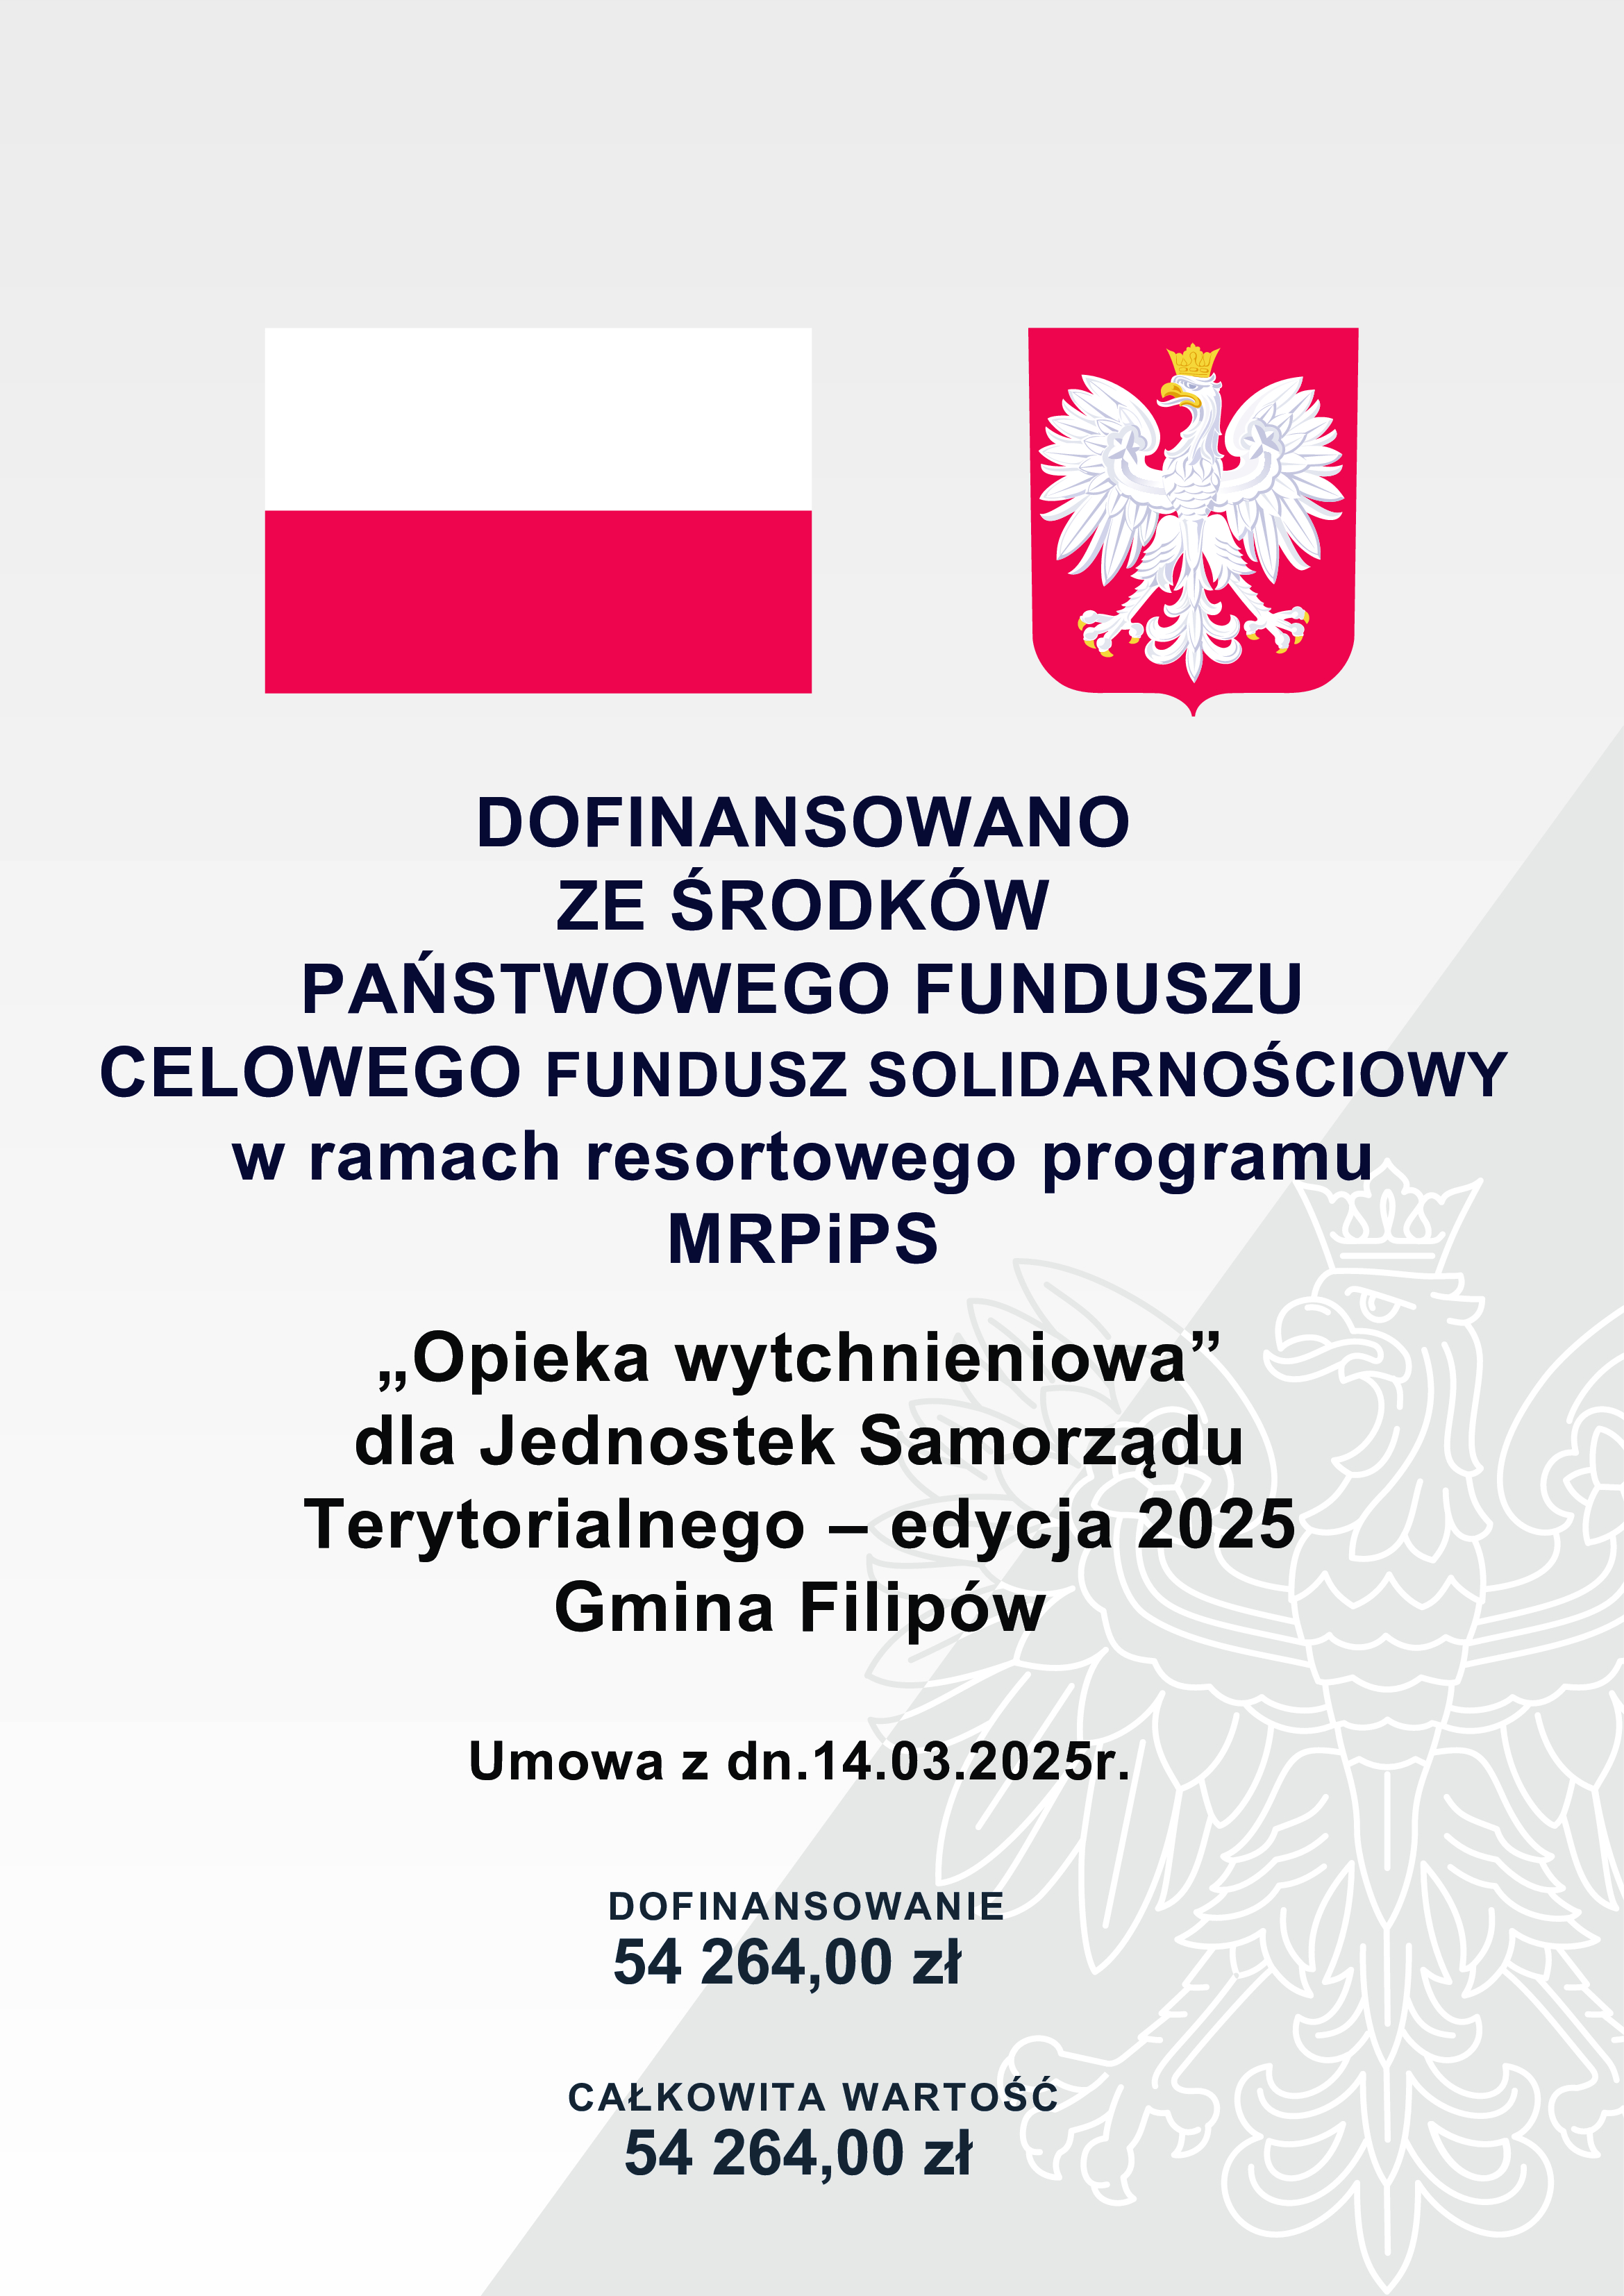 DOFINANSOWANO
ZE ŚRODKÓW
PAŃSTWOWEGO FUNDUSZU
CELOWEGO FUNDUSZ SOLIDARNOŚCIOWY
w ramach resortowego programu
MRPiPS
„Opieka wytchnieniowa”
dla Jednostek Samorządu
Terytorialnego – edycja 2025
Gmina Filipów
Umowa z dn.14.03.2025r.
DOFINANSOWANIE
54 264,00 zł
CAŁKOWITA WARTOŚĆ
54 264,00 zł